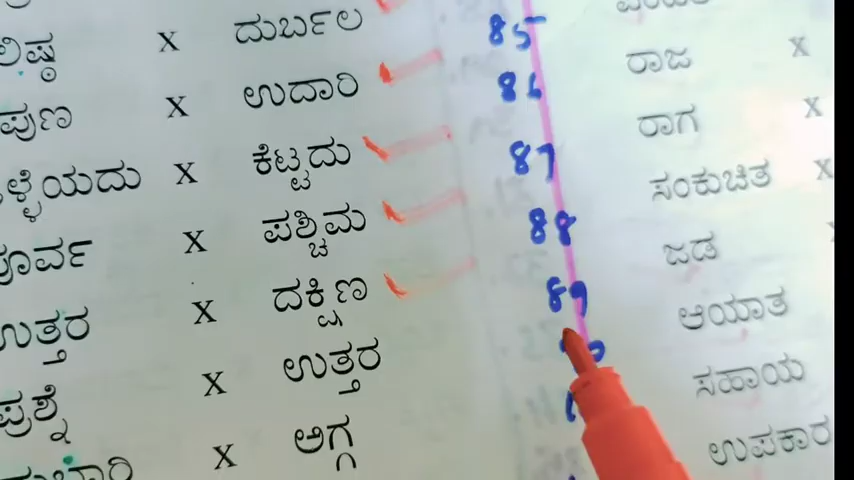 x ದುರ್ಬಲ
x ಉದಾರಿ
x ಕೆಟ್ಟದು
x ಪಶ್ಚಿಮ
ಉತ್ತರ x ದಕ್ಷಿಣ
ಪ್ರಶ್ನೆ x ಉತ್ತರ
x ಅಗ್ಗ
85
86 ರಾಜ x
87 ರಾಗ x
88 ಸಂಕುಚಿತ x
89 ಜಡ
ಆಯಾತ
ಸಹಾಯ
ಉಪಕಾರ